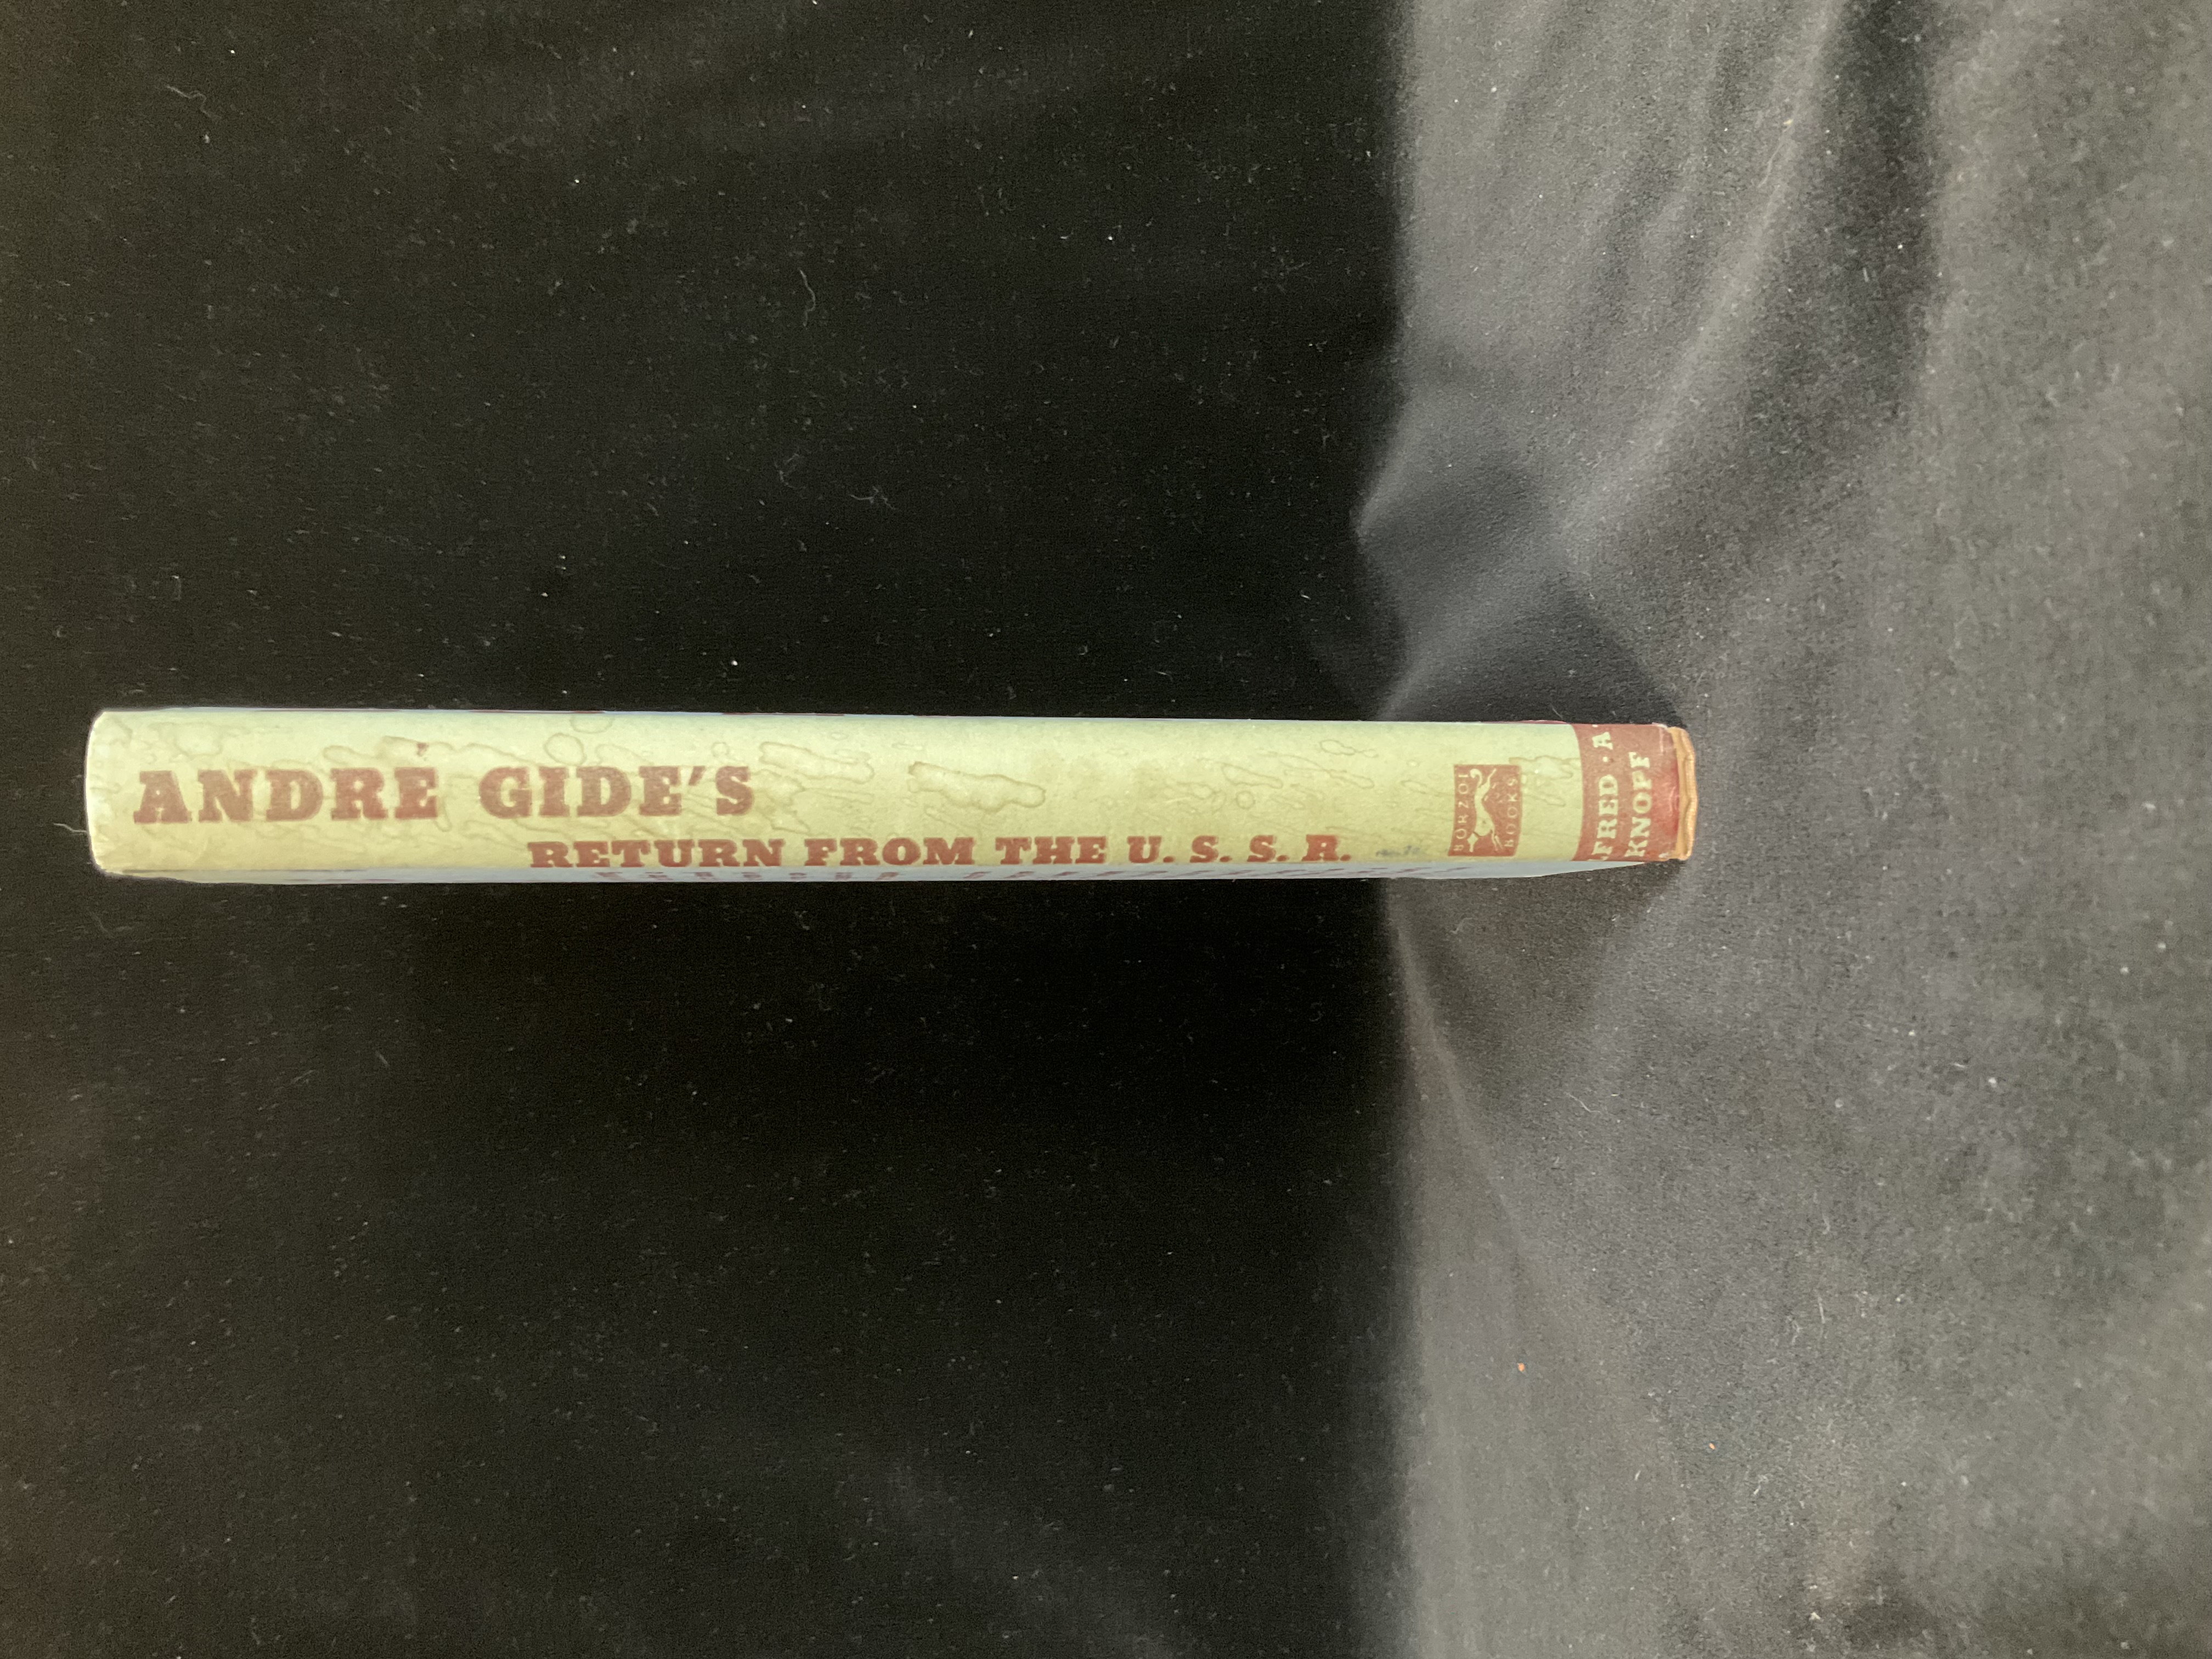 ANDRE GIDE'S
RETURN FROM THE U. S. S. R.
BORZOI
BOOKS
FRED · A
KNOPF